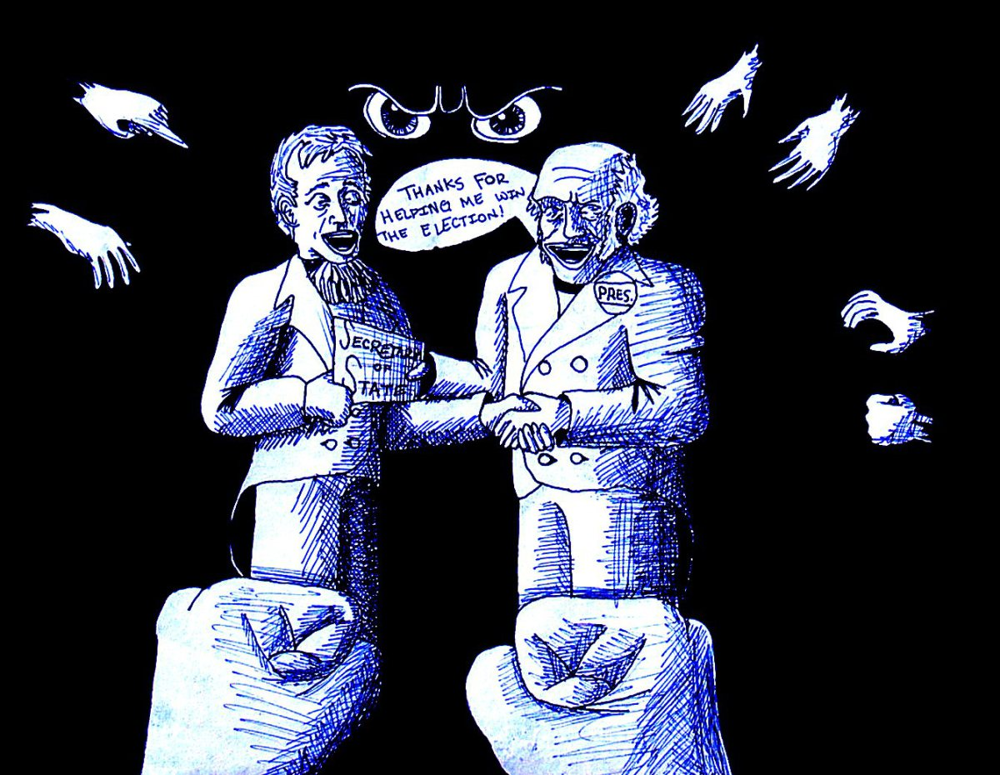 THANKS FOR
HELPING ME WIN
THE ELECTION!
PRES.
SECRETARY
OF
STATE